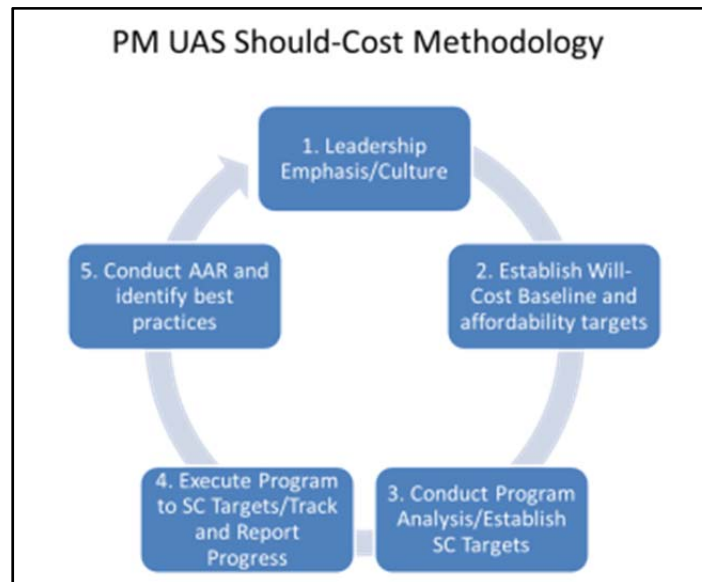 PM UAS Should-Cost Methodology
1. Leadership
Emphasis/Culture
2. Establish Will-
Cost Baseline and
affordability targets
3. Conduct Program
Analysis/Establish
SC Targets
4. Execute Program
to SC Targets/Track
and Report
Progress
5. Conduct AAR and
identify best
practices